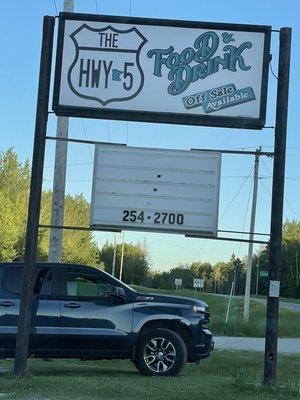 THE
HWY 5
FOOD &
DRINK
Off Sale
AVAILABLE
254-2700